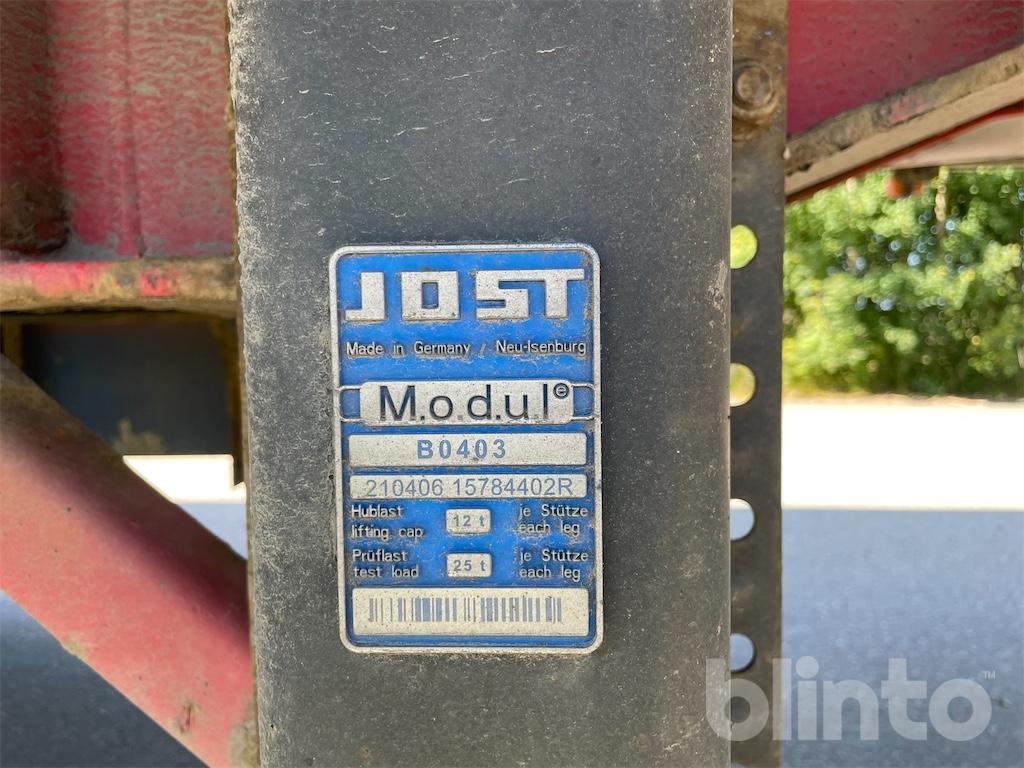 JOST
Made in Germany / Neu-Isenburg
M.o.d.u.l®
B0403
210406 15784402R
Hublast 12 t je Stütze
lifting cap. each leg
Prüflast 25 t je Stütze
test load each leg
blinto™